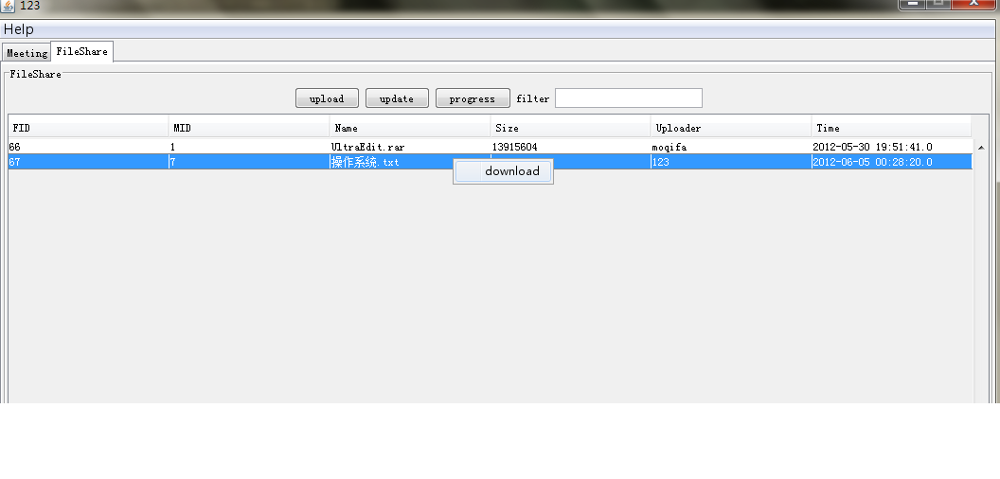 123
Help
Meeting FileShare
FileShare
upload update progress filter
FID MID Name Size Uploader Time
66 1 UltraEdit.rar 13915604 moqifa 2012-05-30 19:51:41.0
67 7 操作系统.txt 123 2012-06-05 00:28:20.0
download